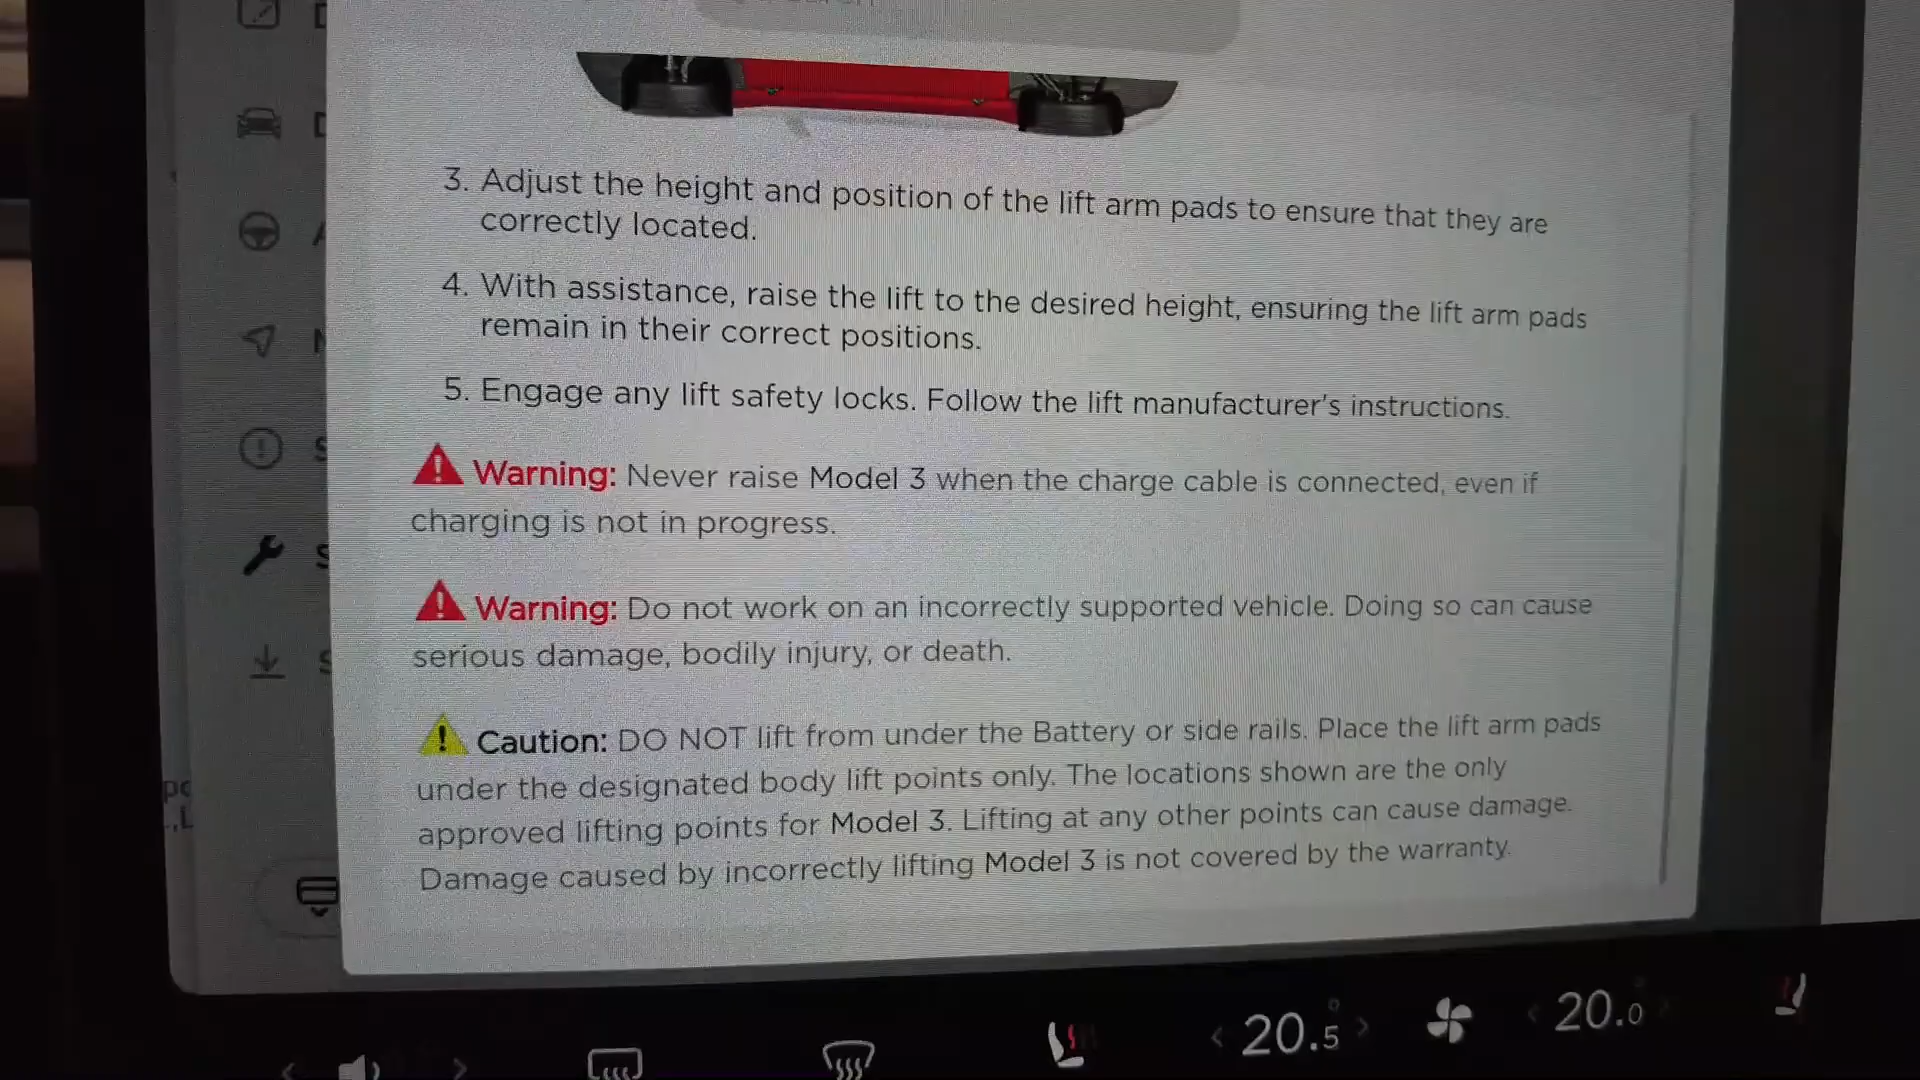 3. Adjust the height and position of the lift arm pads to ensure that they are
correctly located.
4. With assistance, raise the lift to the desired height, ensuring the lift arm pads
remain in their correct positions.
5. Engage any lift safety locks. Follow the lift manufacturer's instructions.
Warning: Never raise Model 3 when the charge cable is connected, even if
charging is not in progress.
Warning: Do not work on an incorrectly supported vehicle. Doing so can cause
serious damage, bodily injury, or death.
Caution: DO NOT lift from under the Battery or side rails. Place the lift arm pads
under the designated body lift points only. The locations shown are the only
approved lifting points for Model 3. Lifting at any other points can cause damage.
Damage caused by incorrectly lifting Model 3 is not covered by the warranty.
< 20.5° > < 20.0°